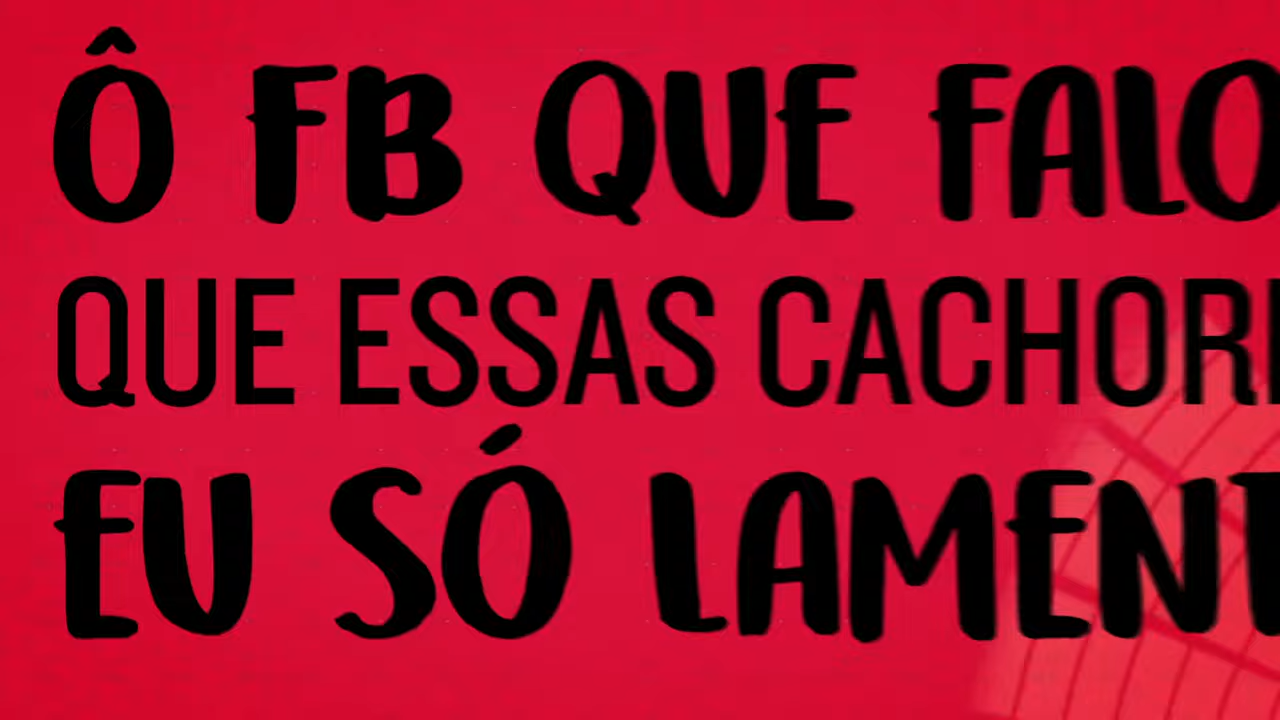 Ô FB QUE FALO
QUE ESSAS CACHOR
EU SÓ LAMEN